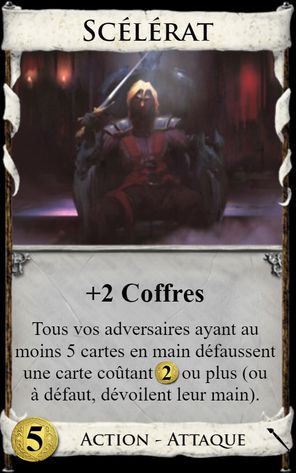 Scélérat
+2 Coffres
Tous vos adversaires ayant au
moins 5 cartes en main défaussent
une carte coûtant 2 ou plus (ou
à défaut, dévoilent leur main).
5 Action - Attaque